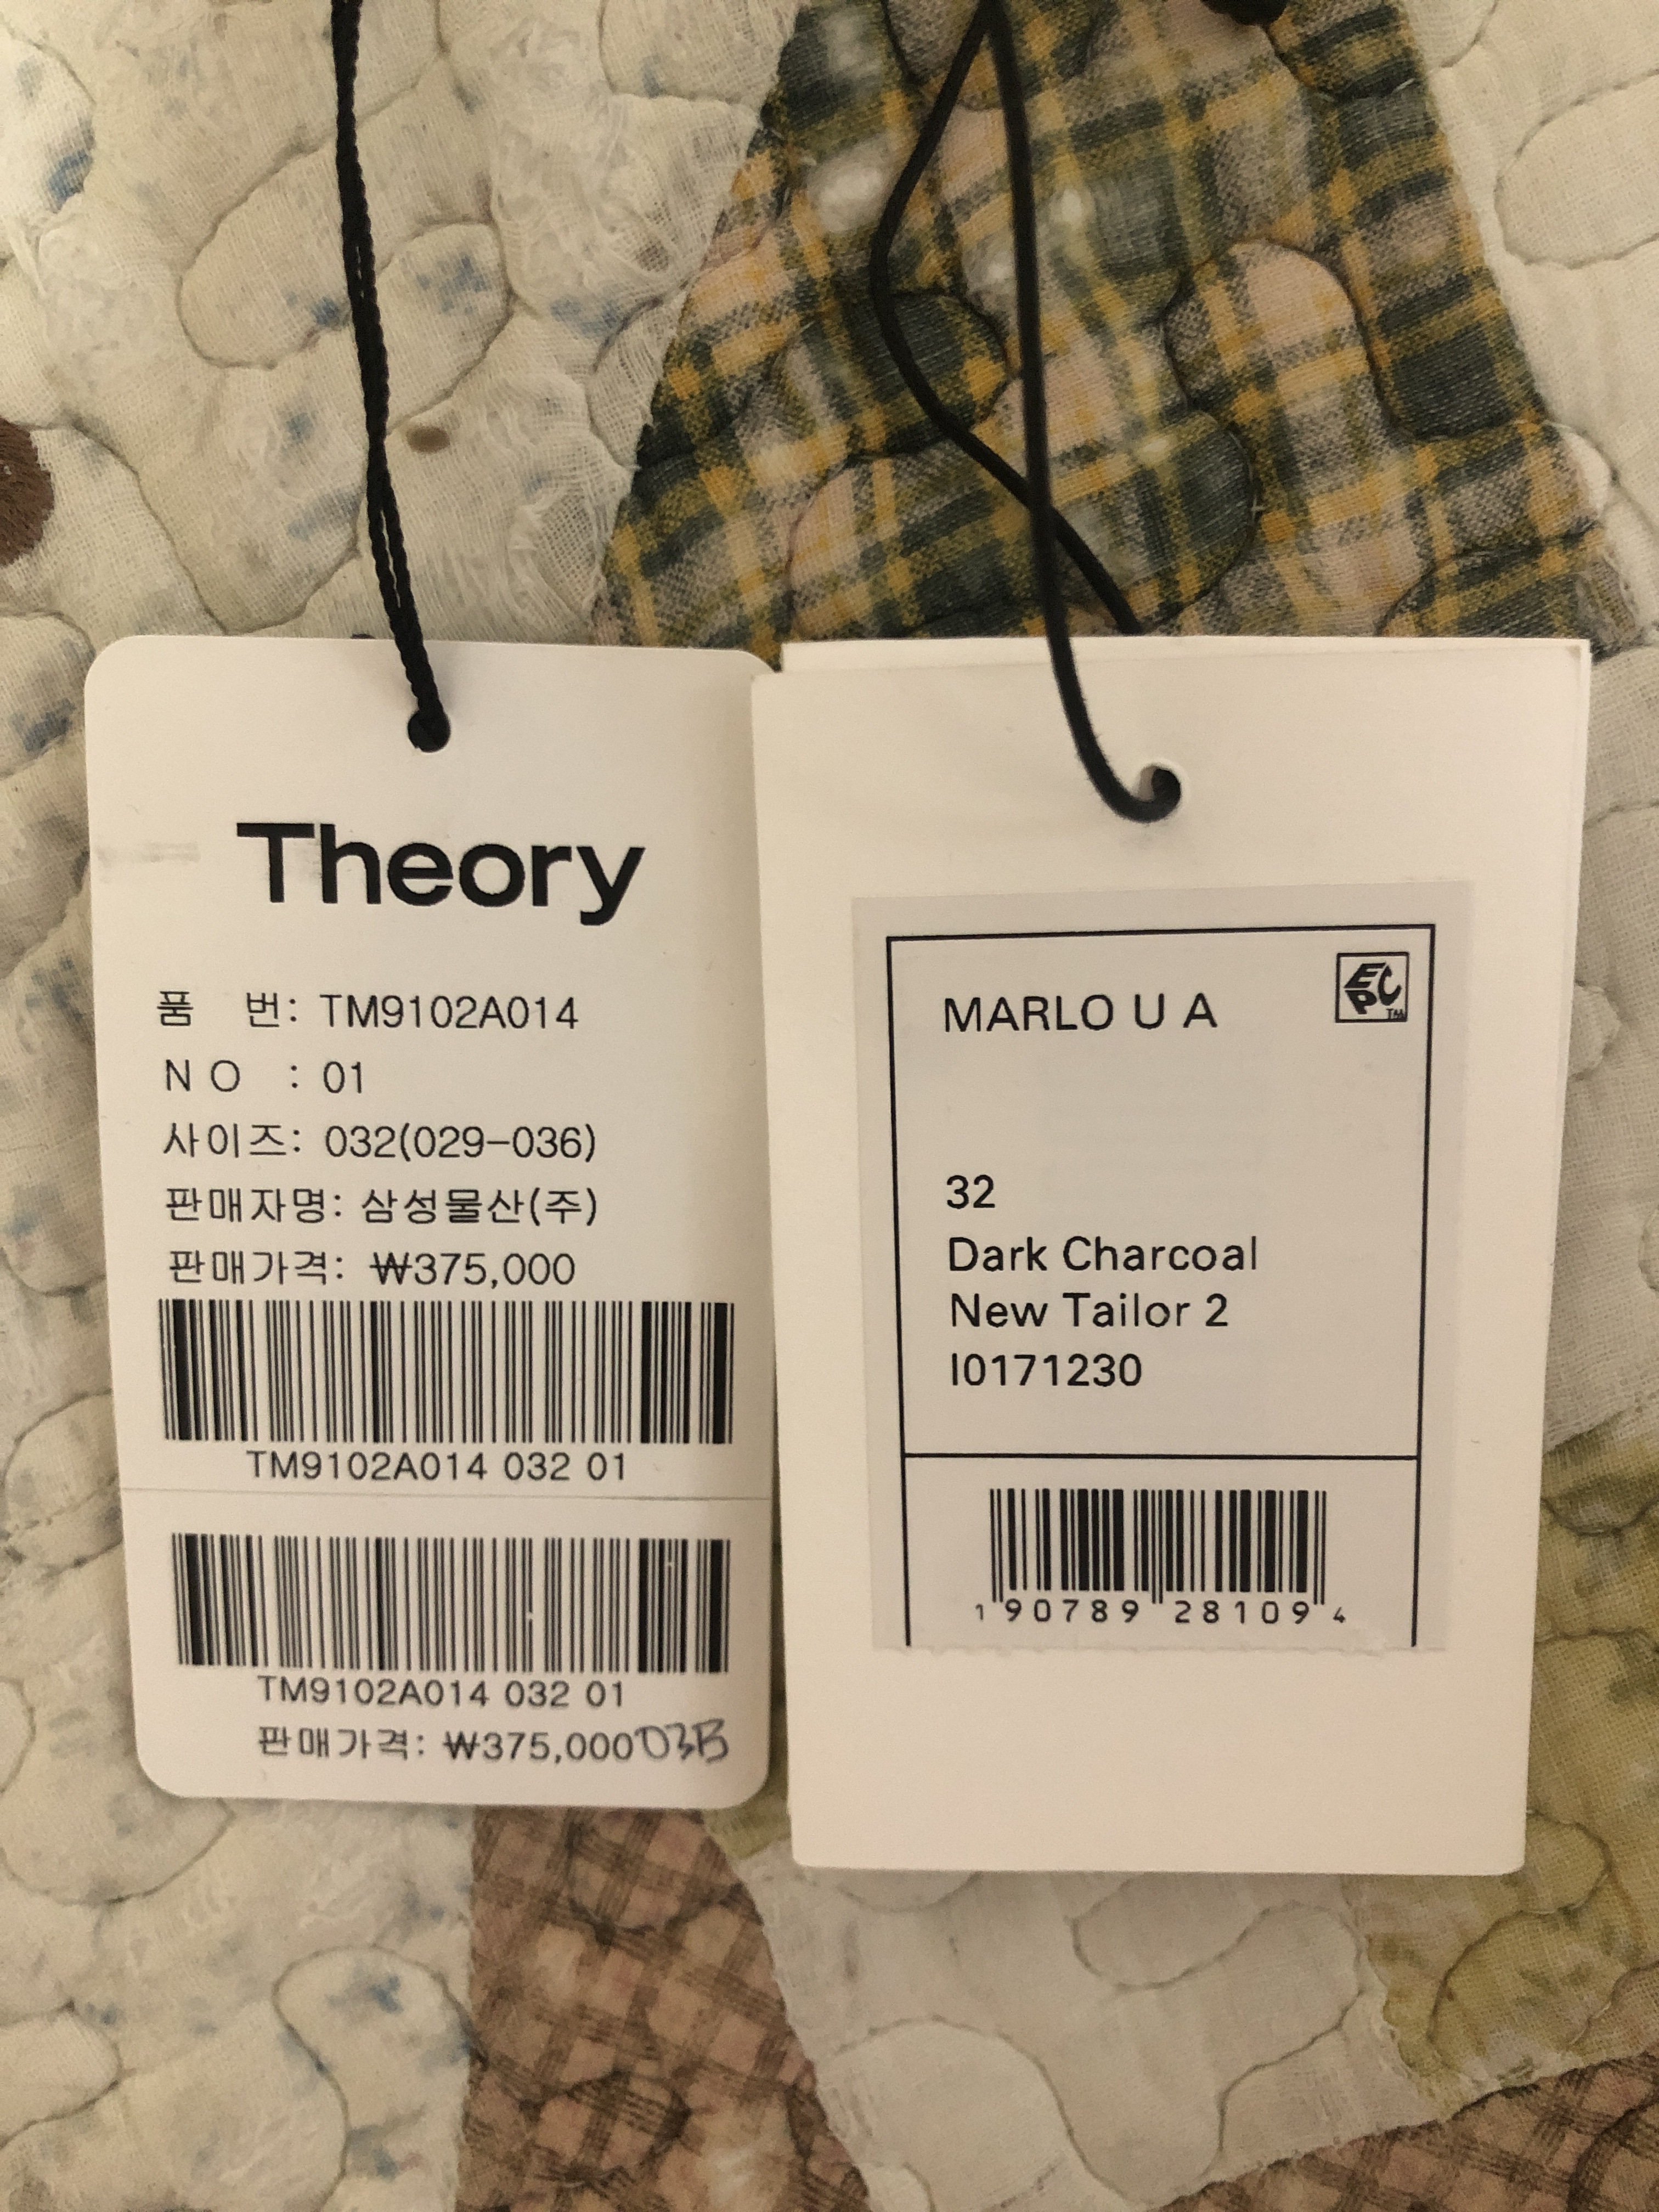 Theory
품 번: TM9102A014
NO : 01
사이즈: 032(029-036)
판매자명: 삼성물산(주)
판매가격: ₩375,000
TM9102A014 032 01
TM9102A014 032 01
판매가격: ₩375,000 03B
MARLO U A
EPC™
32
Dark Charcoal
New Tailor 2
I0171230
1 90789 28109 4